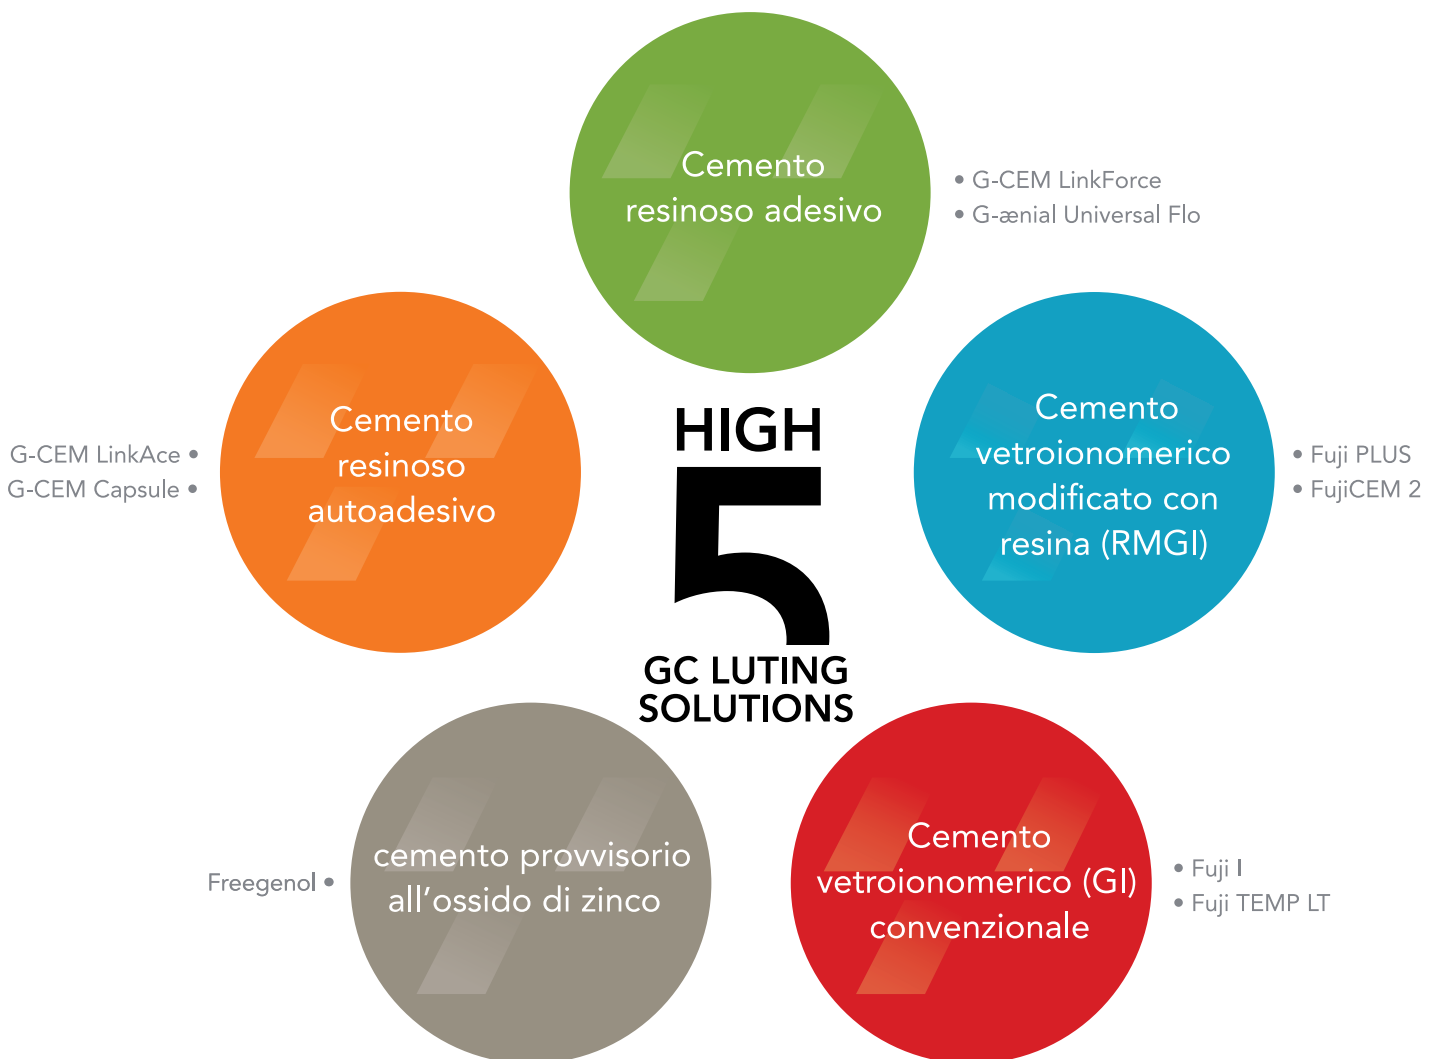 Cemento
resinoso adesivo
• G-CEM LinkForce
• G-ænial Universal Flo
Cemento
resinoso
autoadesivo
G-CEM LinkAce •
G-CEM Capsule •
HIGH
5
GC LUTING
SOLUTIONS
Cemento
vetroionomerico
modificato con
resina (RMGI)
• Fuji PLUS
• FujiCEM 2
cemento provvisorio
all’ossido di zinco
Freegenol •
Cemento
vetroionomerico (GI)
convenzionale
• Fuji I
• Fuji TEMP LT